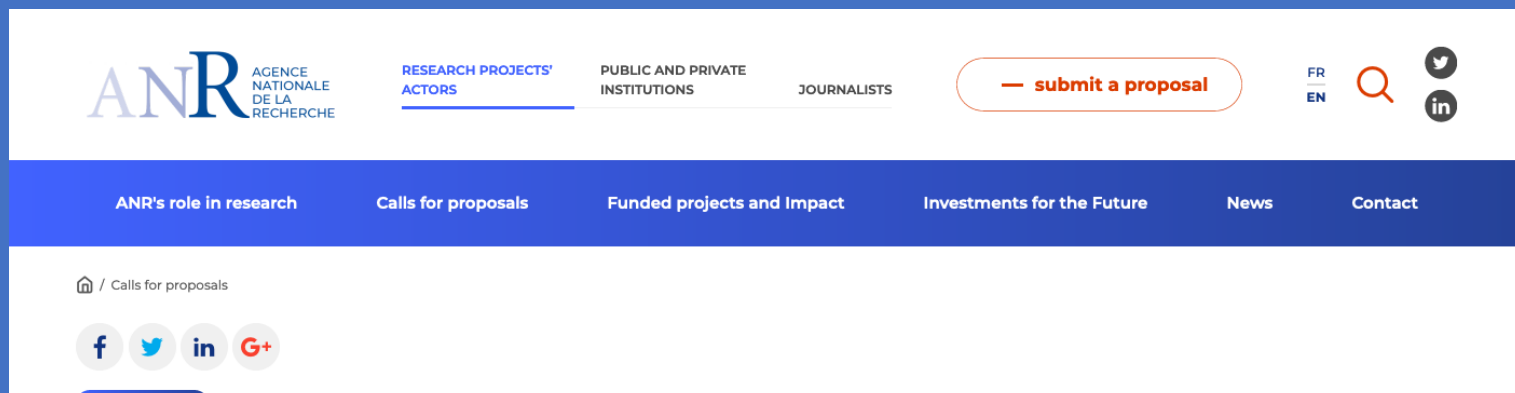 ANR
AGENCE
NATIONALE
DE LA
RECHERCHE
RESEARCH PROJECTS'
ACTORS
PUBLIC AND PRIVATE
INSTITUTIONS
JOURNALISTS
— submit a proposal
FR
EN
in
ANR's role in research
Calls for proposals
Funded projects and Impact
Investments for the Future
News
Contact
/ Calls for proposals
f in G+